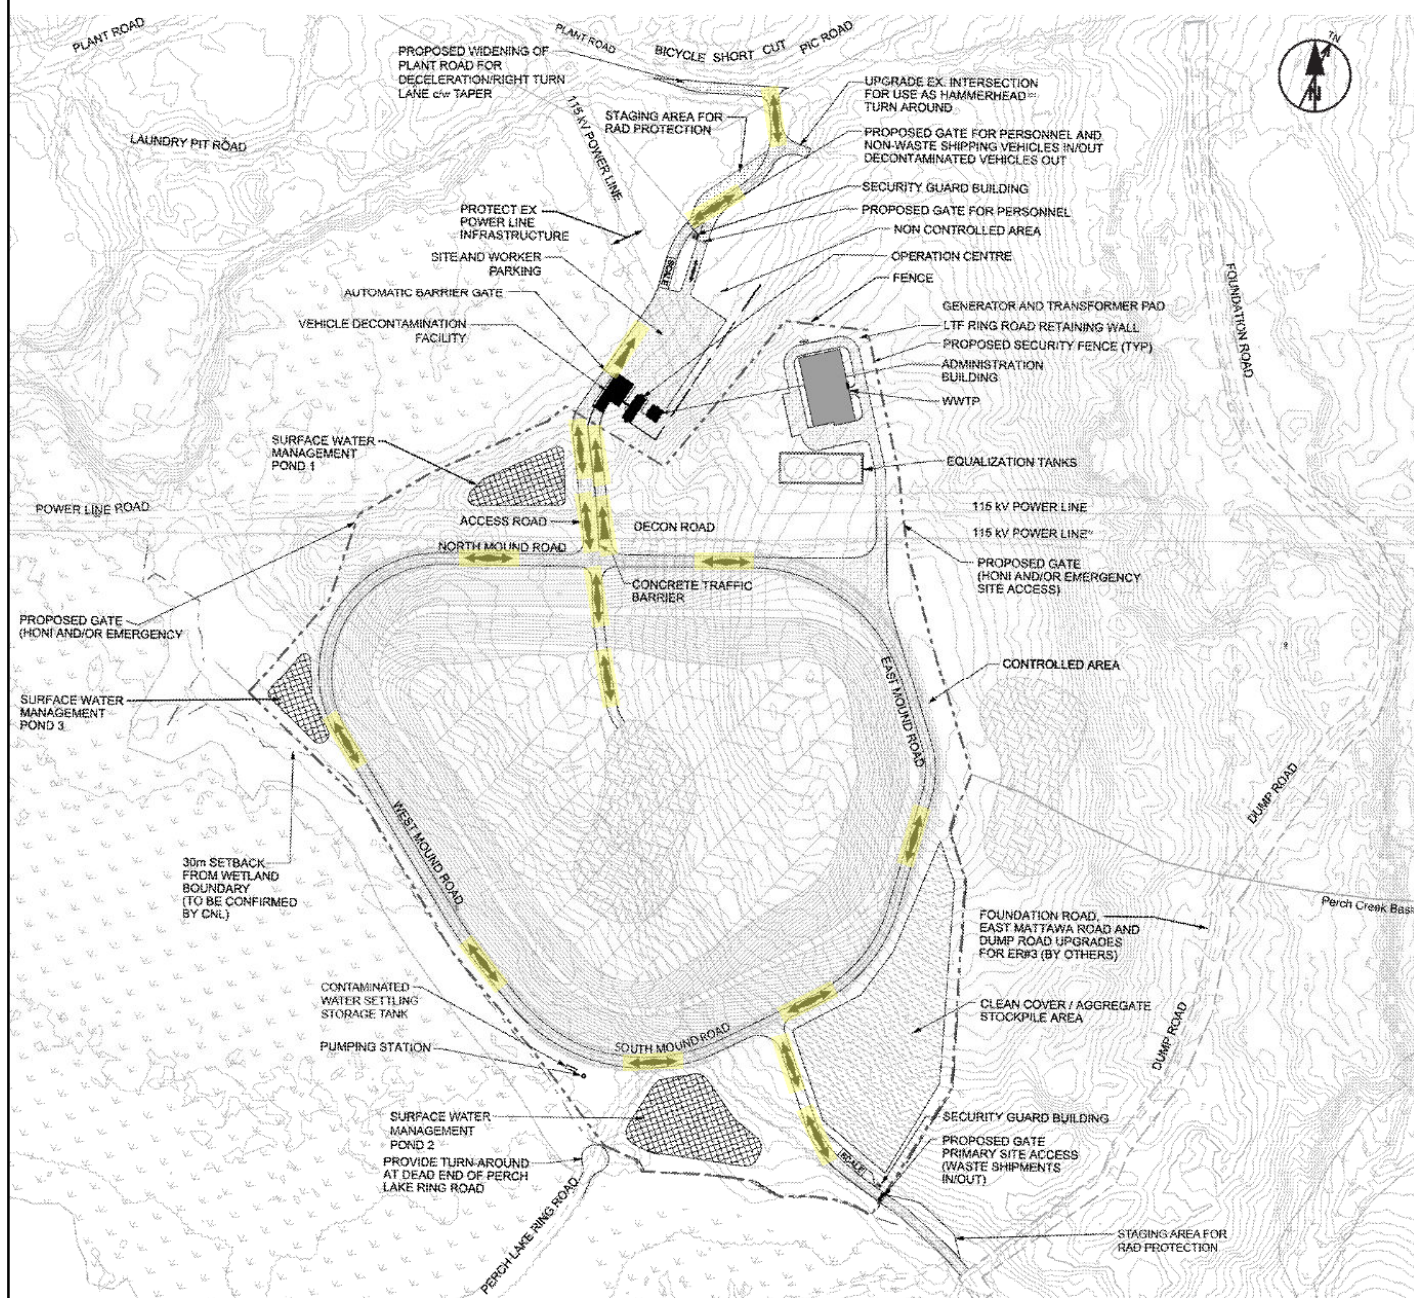 PLANT ROAD
PLANT ROAD
BICYCLE SHORT CUT
PIC ROAD
TN
N
PROPOSED WIDENING OF
PLANT ROAD FOR
DECELERATION/RIGHT TURN
LANE c/w TAPER
115 kV POWER LINE
STAGING AREA FOR
RAD PROTECTION
UPGRADE EX. INTERSECTION
FOR USE AS HAMMERHEAD
TURN AROUND
PROPOSED GATE FOR PERSONNEL AND
NON-WASTE SHIPPING VEHICLES IN/OUT
DECONTAMINATED VEHICLES OUT
LAUNDRY PIT ROAD
SECURITY GUARD BUILDING
PROPOSED GATE FOR PERSONNEL
NON CONTROLLED AREA
OPERATION CENTRE
FENCE
PROTECT EX
POWER LINE
INFRASTRUCTURE
SITE AND WORKER
PARKING
SCALE
AUTOMATIC BARRIER GATE
VEHICLE DECONTAMINATION
FACILITY
GENERATOR AND TRANSFORMER PAD
LTF RING ROAD RETAINING WALL
PROPOSED SECURITY FENCE (TYP)
ADMINISTRATION
BUILDING
WWTP
FOUNDATION ROAD
SURFACE WATER
MANAGEMENT
POND 1
EQUALIZATION TANKS
POWER LINE ROAD
ACCESS ROAD
DECON ROAD
115 kV POWER LINE
115 kV POWER LINE
NORTH MOUND ROAD
CONCRETE TRAFFIC
BARRIER
PROPOSED GATE
(HONI AND/OR EMERGENCY
SITE ACCESS)
PROPOSED GATE
(HONI AND/OR EMERGENCY
CONTROLLED AREA
EAST MOUND ROAD
SURFACE WATER
MANAGEMENT
POND 3
WEST MOUND ROAD
DUMP ROAD
30m SETBACK
FROM WETLAND
BOUNDARY
(TO BE CONFIRMED
BY CNL)
Perch Creek Bas
FOUNDATION ROAD,
EAST MATTAWA ROAD AND
DUMP ROAD UPGRADES
FOR ER#3 (BY OTHERS)
CONTAMINATED
WATER SETTLING
STORAGE TANK
CLEAN COVER / AGGREGATE
STOCKPILE AREA
PUMPING STATION
SOUTH MOUND ROAD
DUMP ROAD
SURFACE WATER
MANAGEMENT
POND 2
SECURITY GUARD BUILDING
PROPOSED GATE
PRIMARY SITE ACCESS
(WASTE SHIPMENTS
IN/OUT)
SCALE
PROVIDE TURN-AROUND
AT DEAD END OF PERCH
LAKE RING ROAD
PERCH LAKE RING ROAD
STAGING AREA FOR
RAD PROTECTION